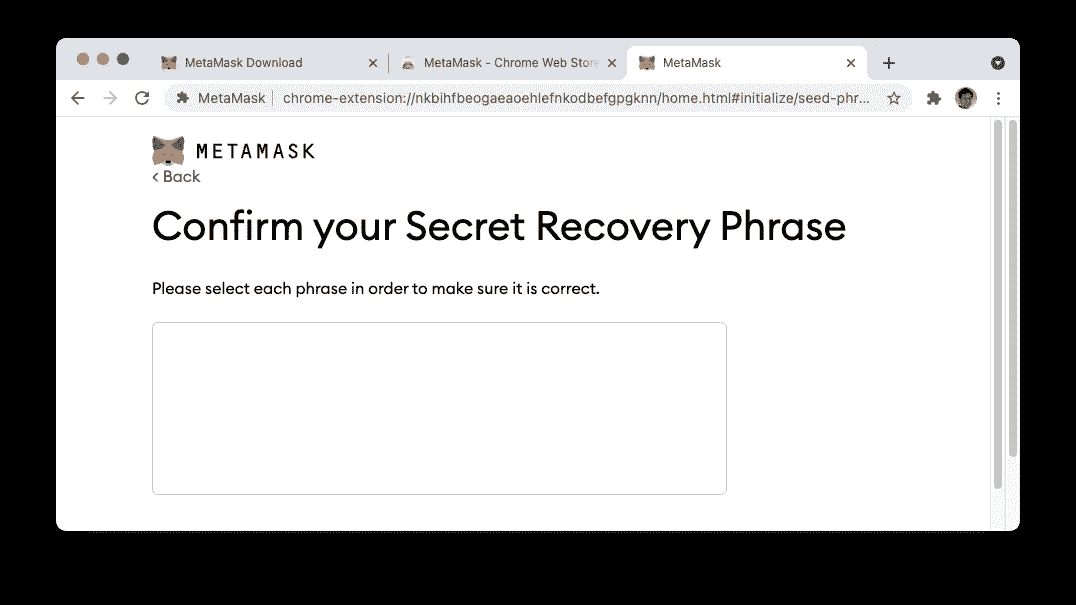 MetaMask Download
MetaMask - Chrome Web Store
MetaMask
MetaMask
chrome-extension://nkbihfbeogaeaoehlefnkodbefgpgknn/home.html#initialize/seed-phr...
METAMASK
< Back
Confirm your Secret Recovery Phrase
Please select each phrase in order to make sure it is correct.